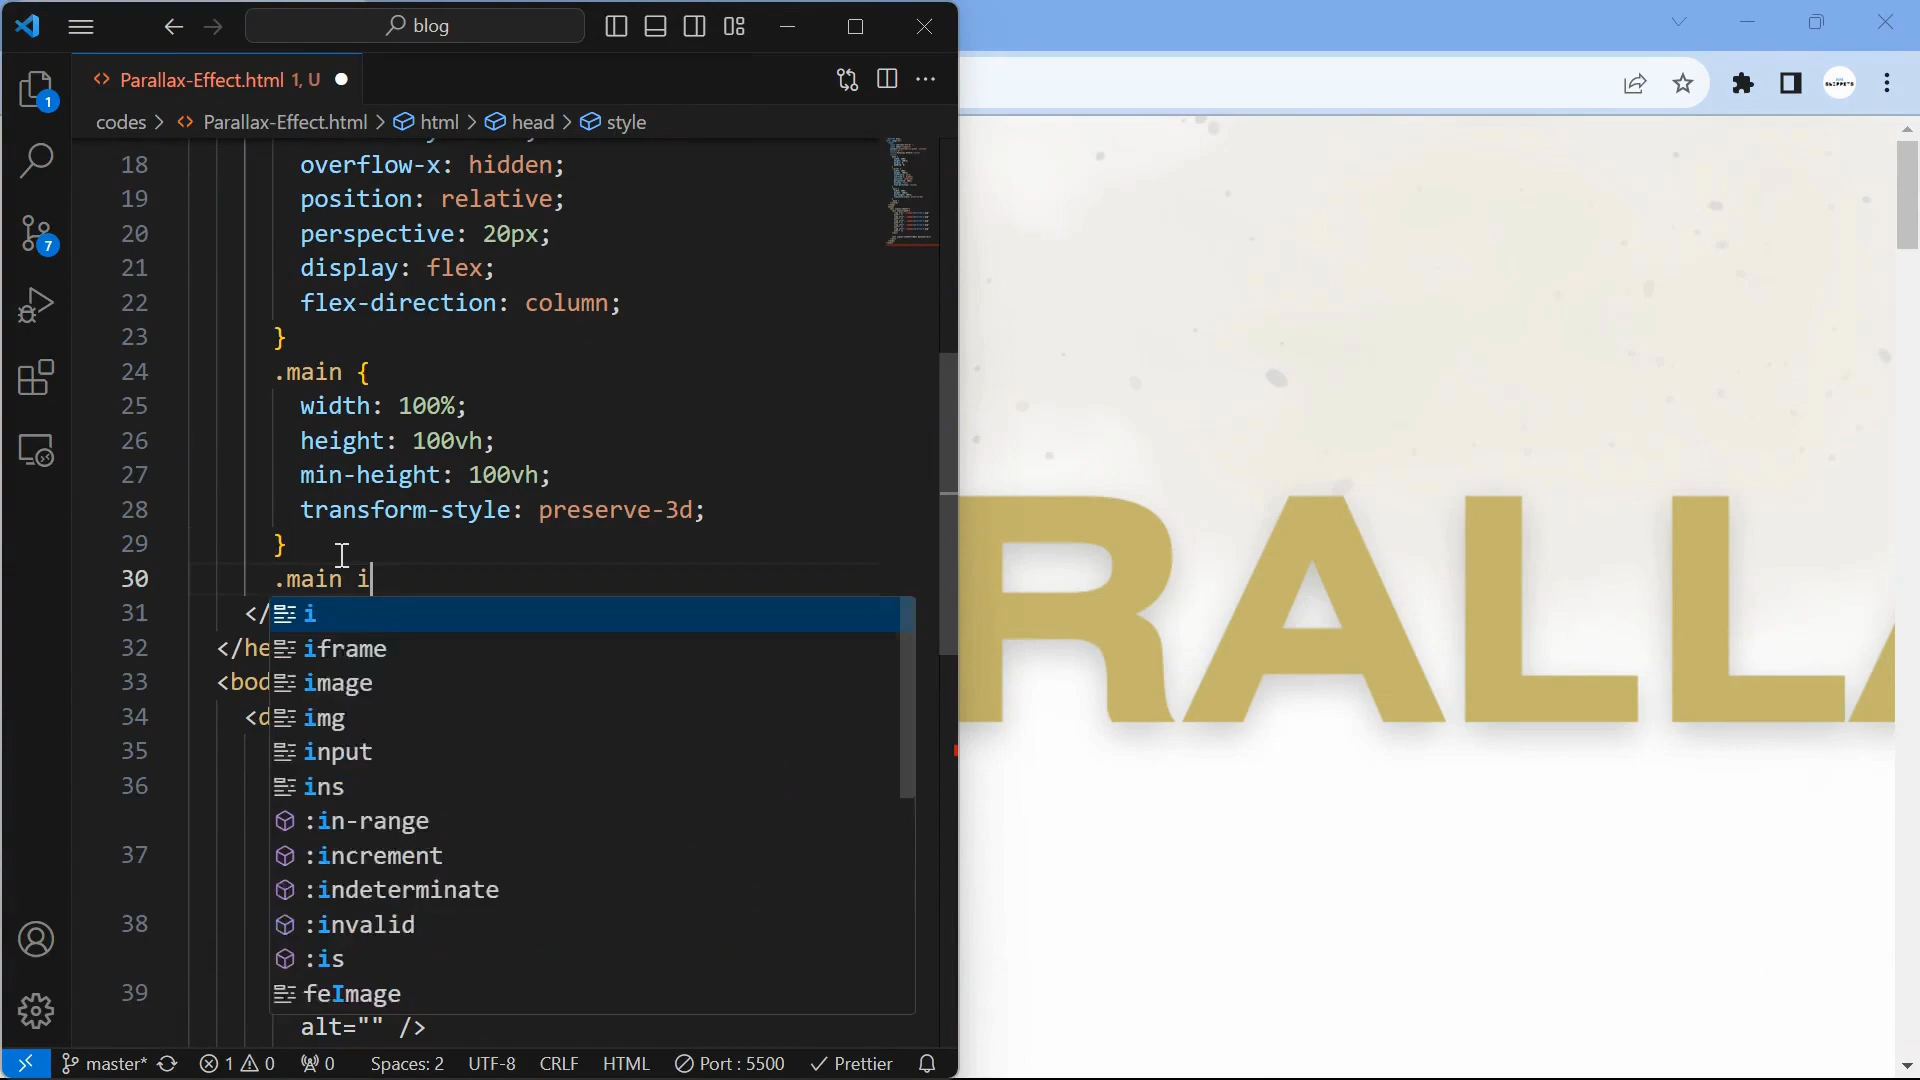 blog
Parallax-Effect.html 1, U
codes > Parallax-Effect.html > html > head > style
18 overflow-x: hidden;
19 position: relative;
20 perspective: 20px;
21 display: flex;
22 flex-direction: column;
23 }
24 .main {
25 width: 100%;
26 height: 100vh;
27 min-height: 100vh;
28 transform-style: preserve-3d;
29 }
30 .main i
31 </ i
32 </he iframe
33 <bod image
34 <d img
35 input
36 ins
:in-range
37 :increment
:indeterminate
38 :invalid
:is
39 feImage
alt="" />
1
7
master* 1 0 0 Spaces: 2 UTF-8 CRLF HTML Port : 5500 Prettier
RALLA